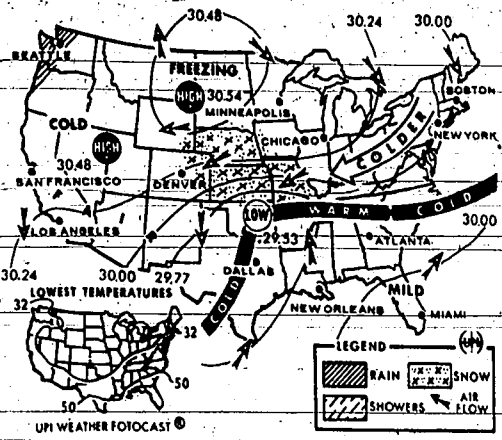 30.48
30.24
30.00
SEATTLE
FREEZING
HIGH 30.54
MINNEAPOLIS
BOSTON
COLD
CHICAGO
NEW YORK
COLDER
HIGH
30.48
SAN FRANCISCO
DENVER
LOW
WARM
COLD
LOS ANGELES
29.53
ATLANTA
30.00
30.24
30.00
29.77
DALLAS
COLD
NEW ORLEANS
MILD
MIAMI
LOWEST TEMPERATURES
32
32
50
50
LEGEND
UPI
RAIN
SNOW
SHOWERS
AIR FLOW
UPI WEATHER FOTOCAST ®